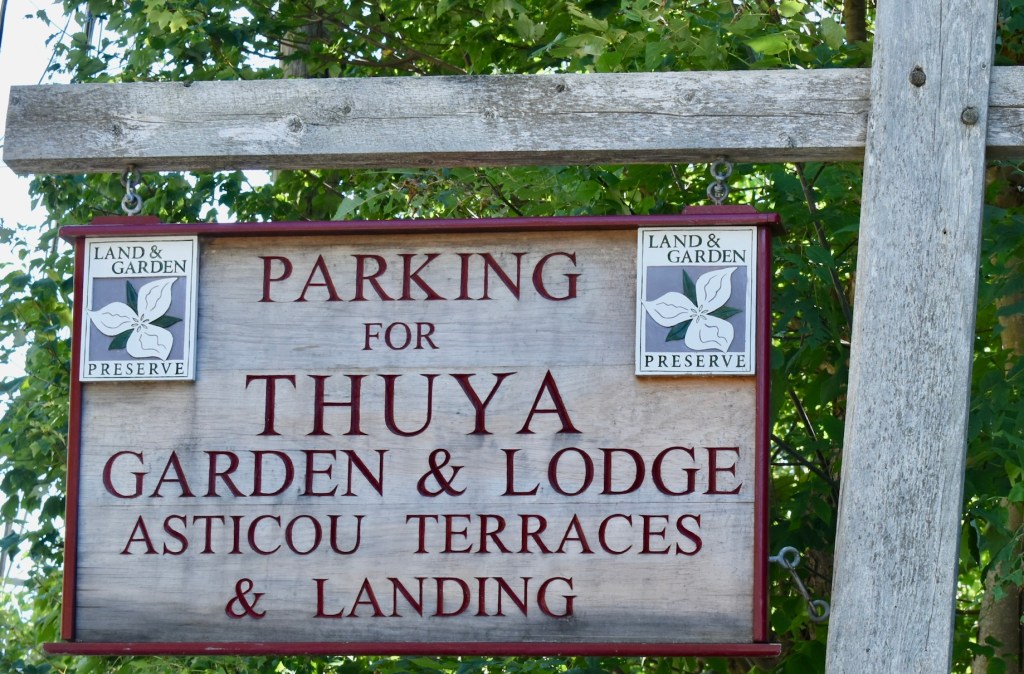 LAND &
GARDEN
PRESERVE
PARKING
FOR
THUYA
GARDEN & LODGE
ASTICOU TERRACES
& LANDING
LAND &
GARDEN
PRESERVE